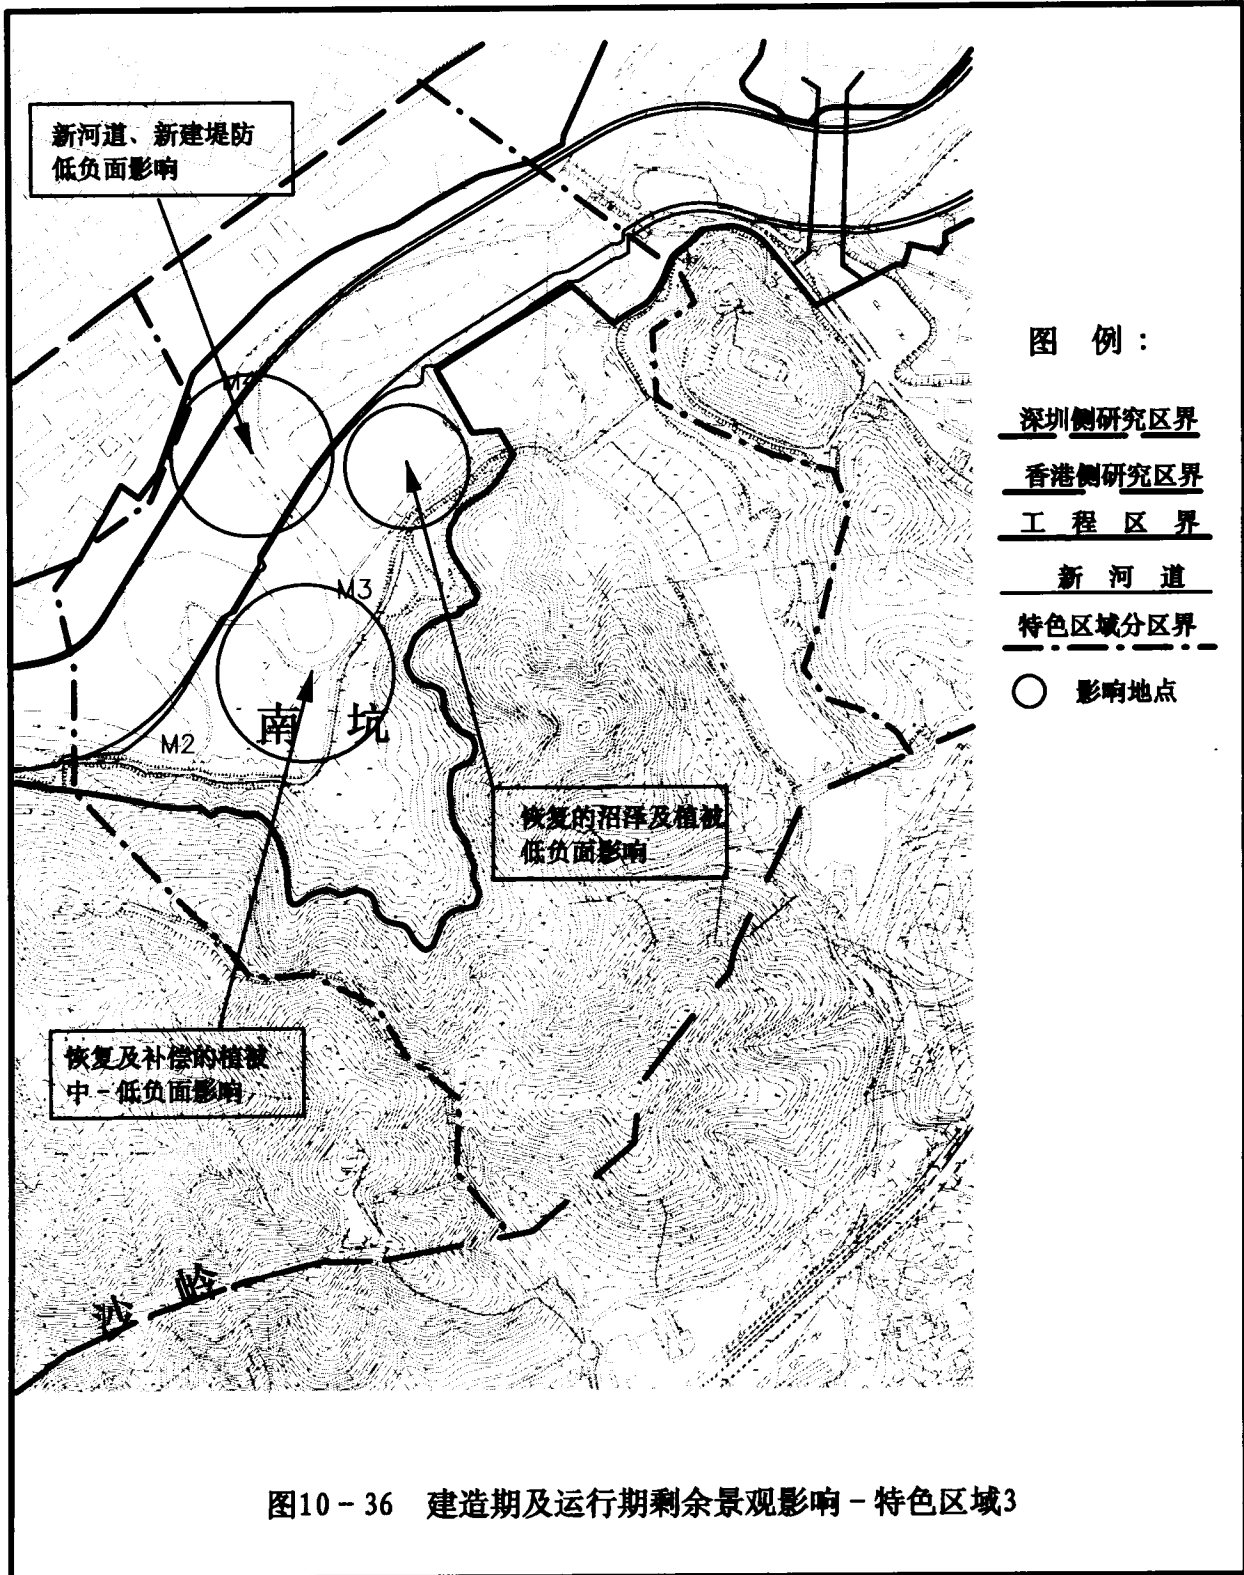 新河道、新建堤防
低负面影响
M4
M3
M2
南坑
恢复的沼泽及植被
低负面影响
恢复及补偿的植被
中-低负面影响
沙岭
图 例：
深圳侧研究区界
香港侧研究区界
工程区界
新河道
特色区域分区界
影响地点
图10-36 建造期及运行期剩余景观影响-特色区域3